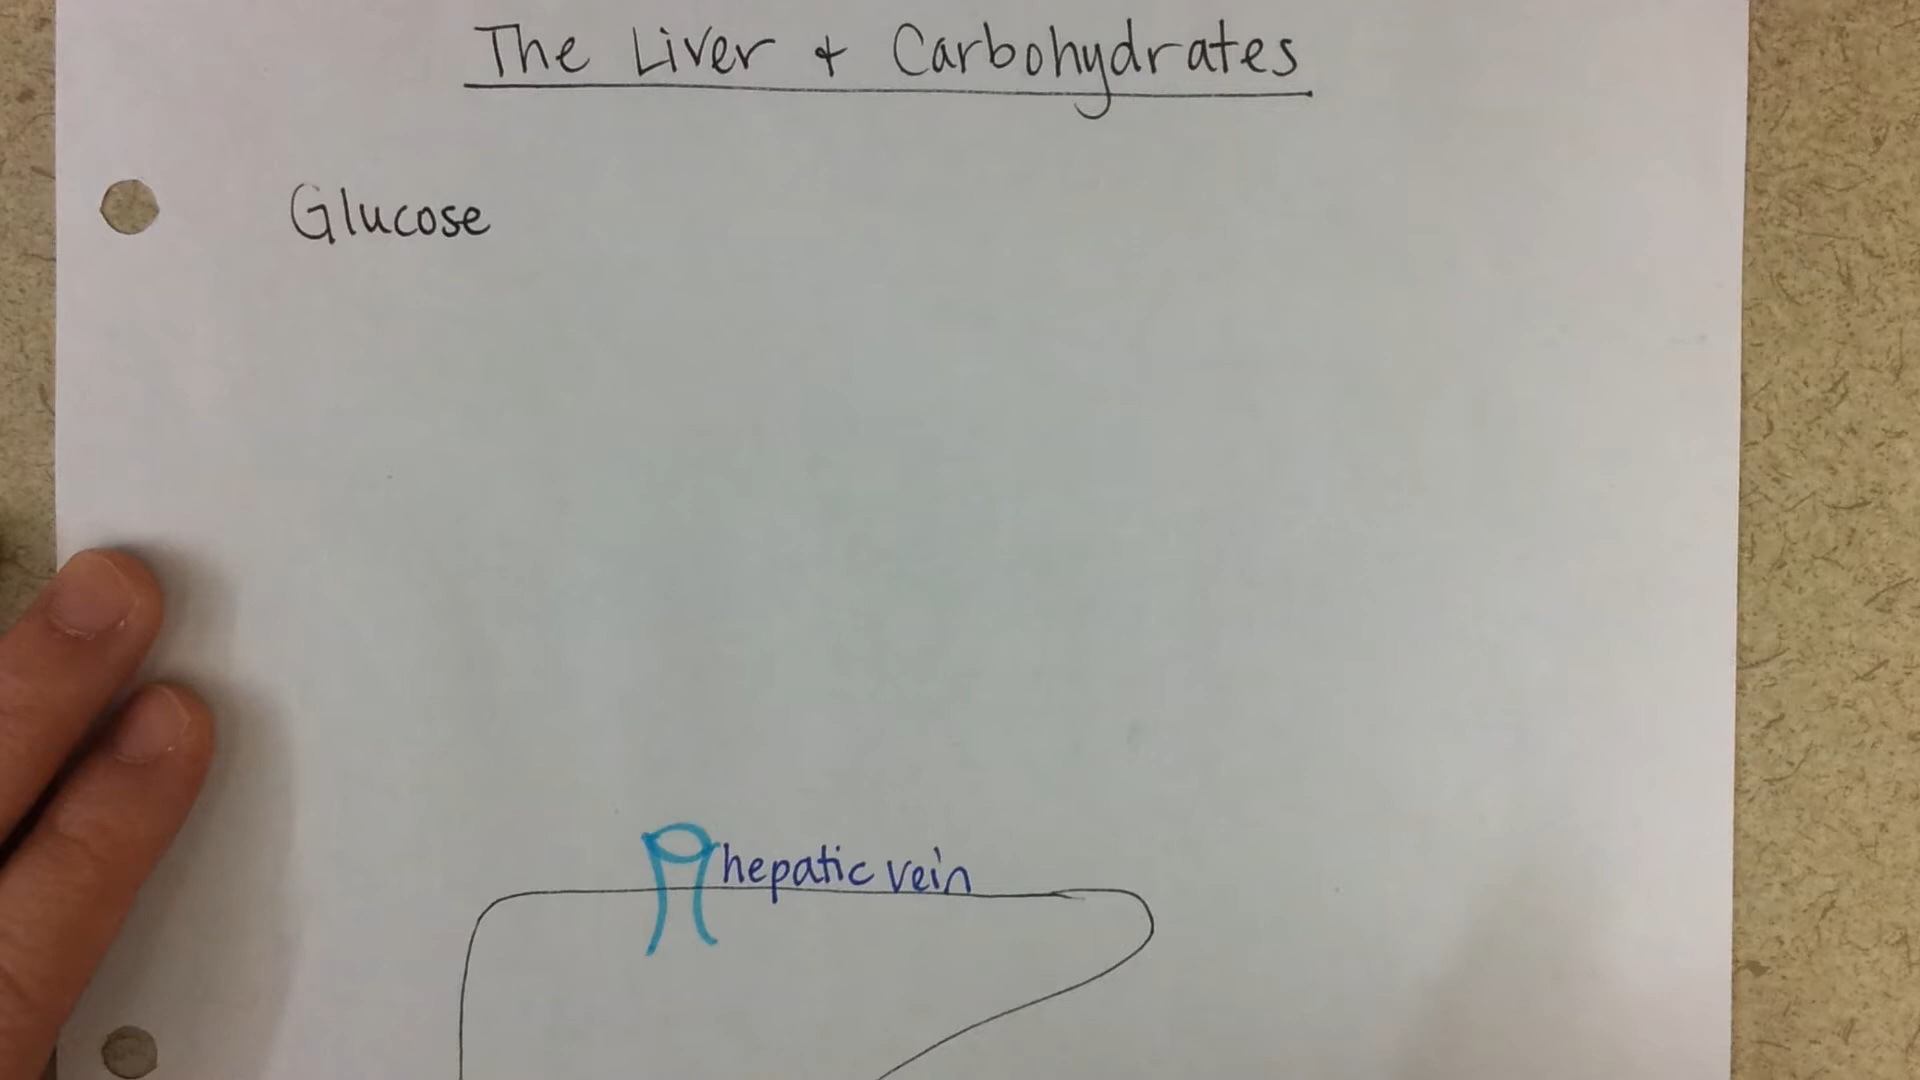 The Liver + Carbohydrates
Glucose
hepatic vein